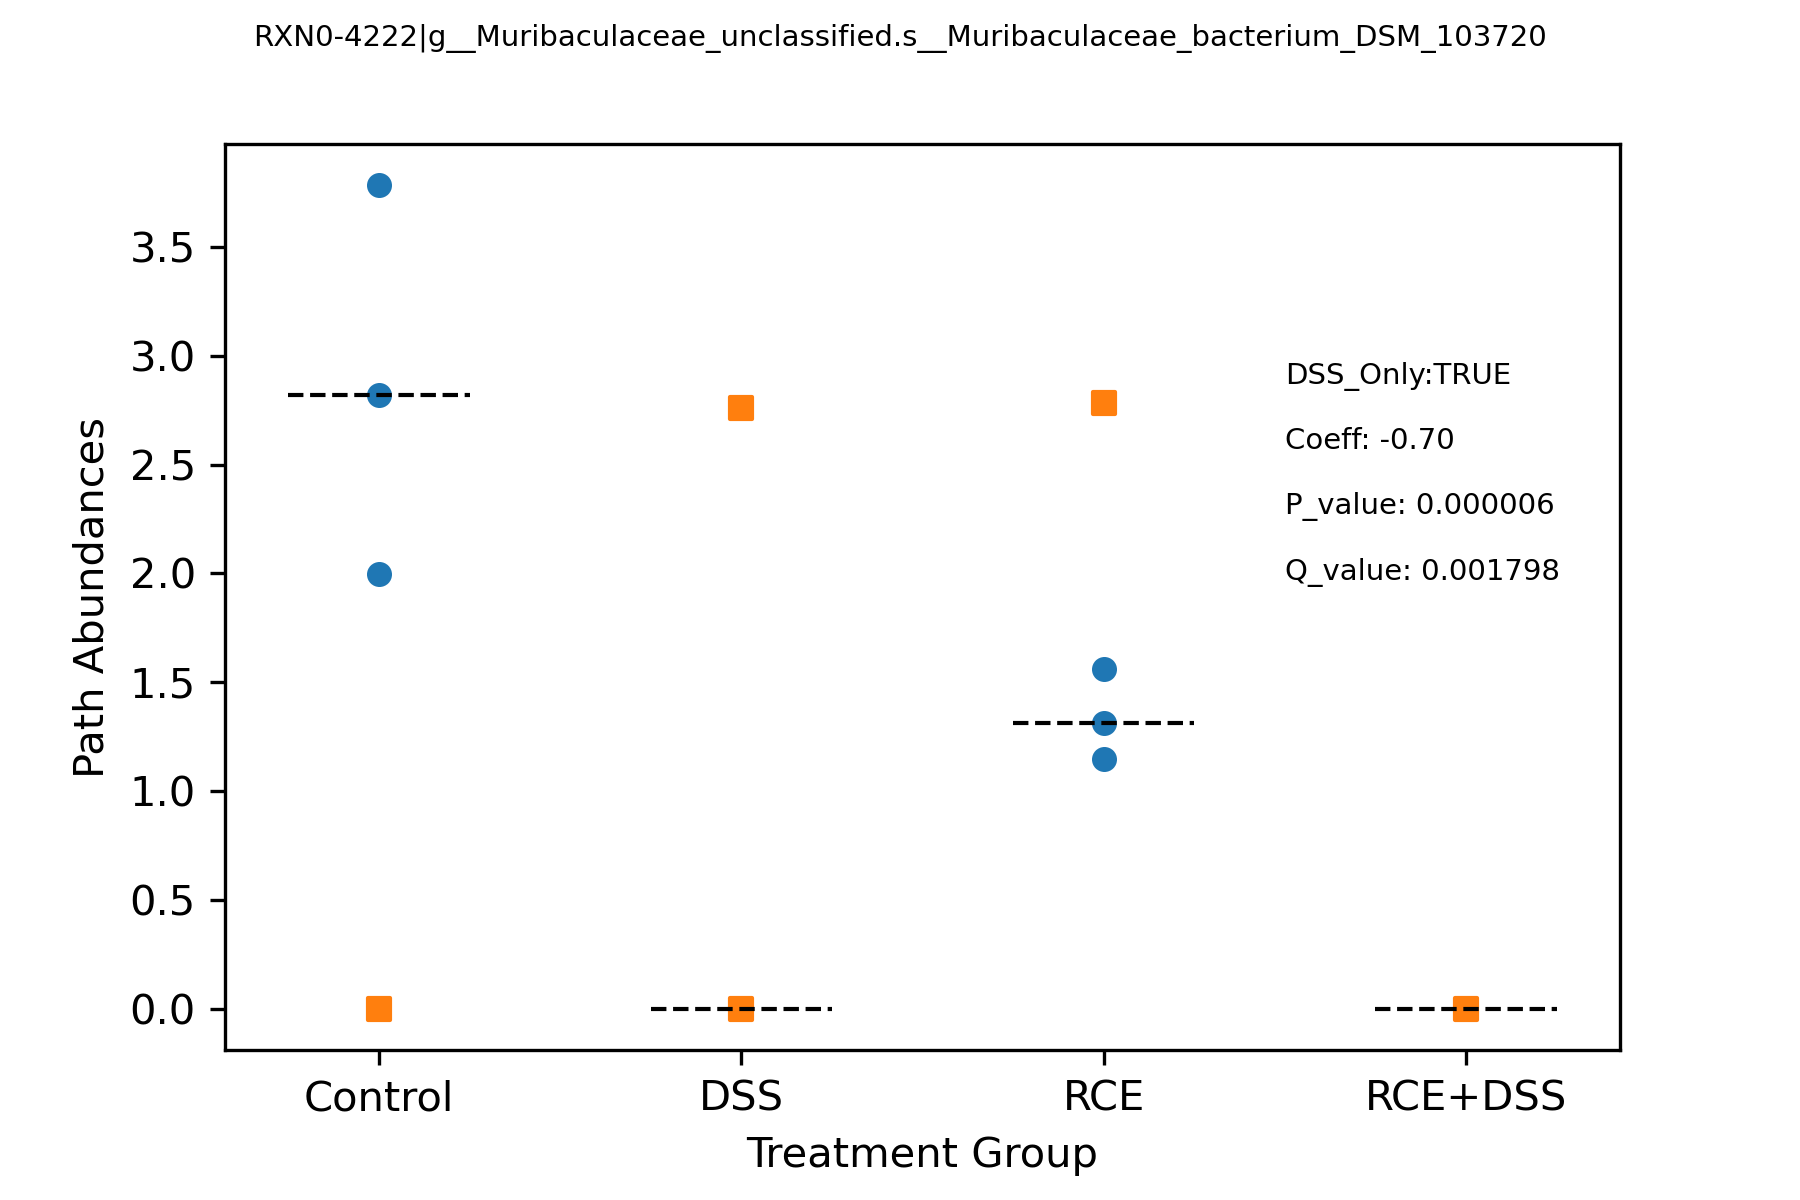 RXN0-4222|g__Muribaculaceae_unclassified.s__Muribaculaceae_bacterium_DSM_103720
3.5
3.0
2.5
2.0
1.5
1.0
0.5
0.0
Path Abundances
DSS_Only:TRUE
Coeff: -0.70
P_value: 0.000006
Q_value: 0.001798
Control DSS RCE RCE+DSS
Treatment Group